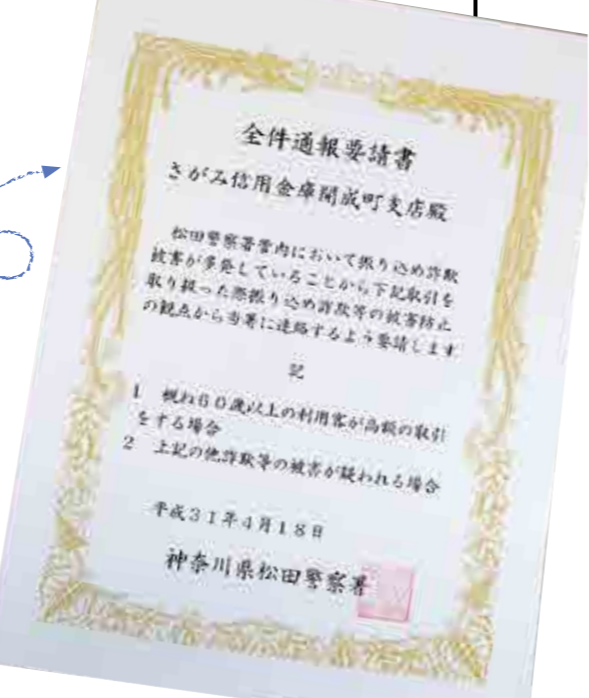 全件通報要請書
さがみ信用金庫開成町支店殿
松田警察署管内において振り込め詐欺
被害が多発していることから下記取引を
取り扱った際振り込め詐欺等の被害防止
の観点から当署に連絡するよう要請します
記
1 概ね60歳以上の利用客が高額の取引
をする場合
2 上記の他詐欺等の被害が疑われる場合
平成31年4月18日
神奈川県松田警察署